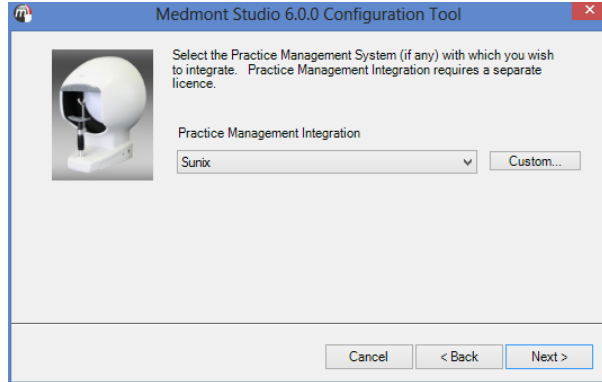 Medmont Studio 6.0.0 Configuration Tool
Select the Practice Management System (if any) with which you wish
to integrate. Practice Management Integration requires a separate
licence.
Practice Management Integration
Sunix
Custom...
Cancel
< Back
Next >